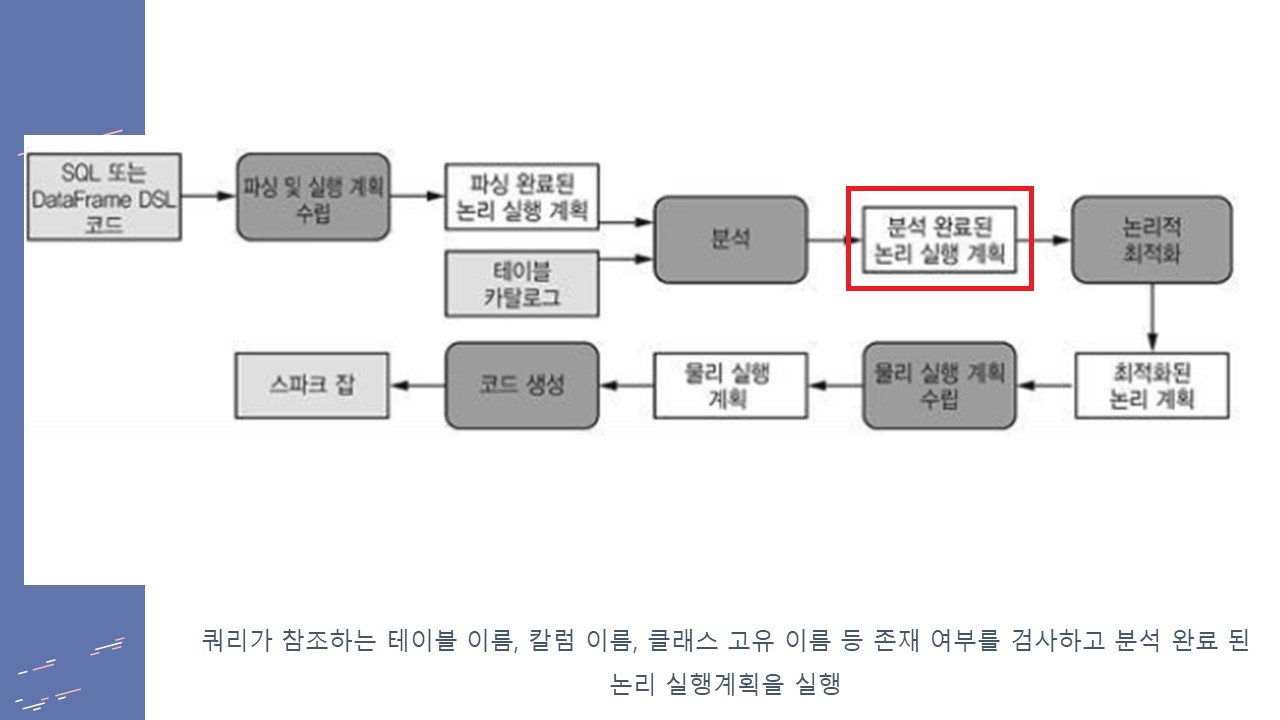 SQL 또는
DataFrame DSL
코드
파싱 및 실행 계획
수립
파싱 완료된
논리 실행 계획
테이블
카탈로그
분석
분석 완료된
논리 실행 계획
논리적
최적화
최적화된
논리 계획
물리 실행 계획
수립
물리 실행
계획
코드 생성
스파크 잡
쿼리가 참조하는 테이블 이름, 칼럼 이름, 클래스 고유 이름 등 존재 여부를 검사하고 분석 완료 된
논리 실행계획을 실행